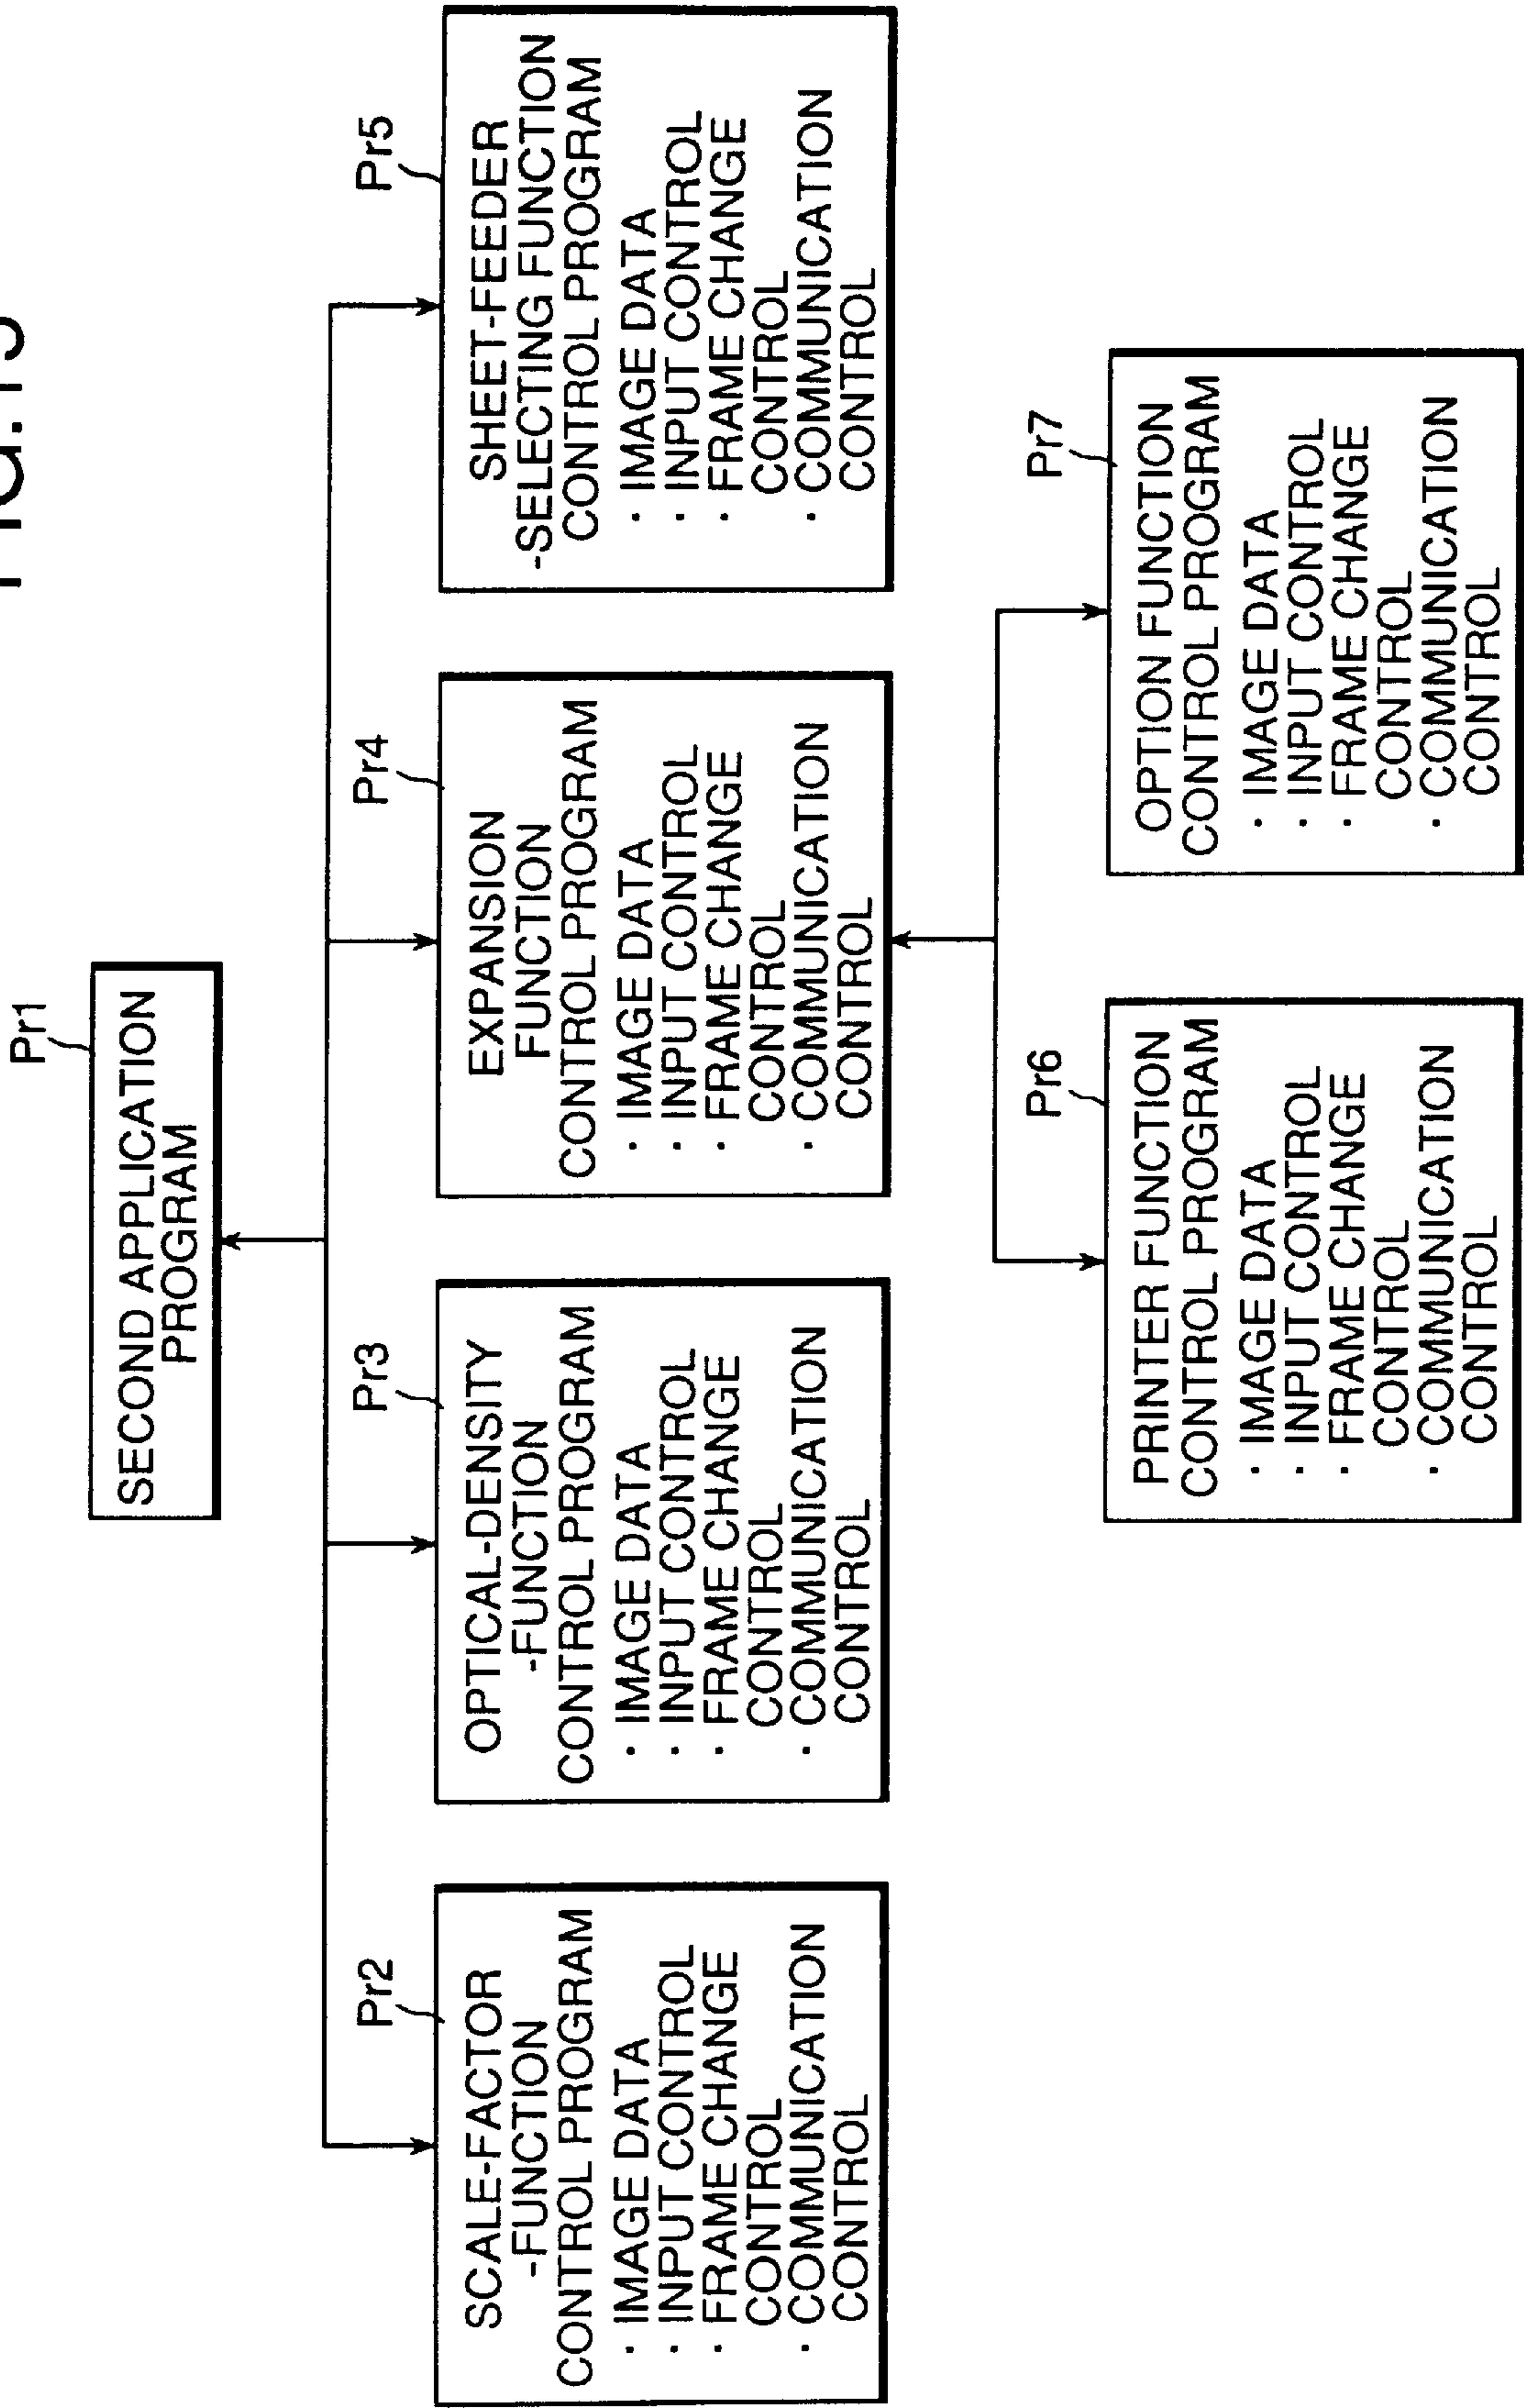 Pr1
SECOND APPLICATION
PROGRAM
Pr2
SCALE-FACTOR
-FUNCTION
CONTROL PROGRAM
· IMAGE DATA
· INPUT CONTROL
· FRAME CHANGE
CONTROL
· COMMUNICATION
CONTROL
Pr3
OPTICAL-DENSITY
-FUNCTION
CONTROL PROGRAM
· IMAGE DATA
· INPUT CONTROL
· FRAME CHANGE
CONTROL
· COMMUNICATION
CONTROL
Pr4
EXPANSION
FUNCTION
CONTROL PROGRAM
· IMAGE DATA
· INPUT CONTROL
· FRAME CHANGE
CONTROL
· COMMUNICATION
CONTROL
Pr5
SHEET-FEEDER
-SELECTING FUNCTION
CONTROL PROGRAM
· IMAGE DATA
· INPUT CONTROL
· FRAME CHANGE
CONTROL
· COMMUNICATION
CONTROL
Pr6
PRINTER FUNCTION
CONTROL PROGRAM
· IMAGE DATA
· INPUT CONTROL
· FRAME CHANGE
CONTROL
· COMMUNICATION
CONTROL
Pr7
OPTION FUNCTION
CONTROL PROGRAM
· IMAGE DATA
· INPUT CONTROL
· FRAME CHANGE
CONTROL
· COMMUNICATION
CONTROL